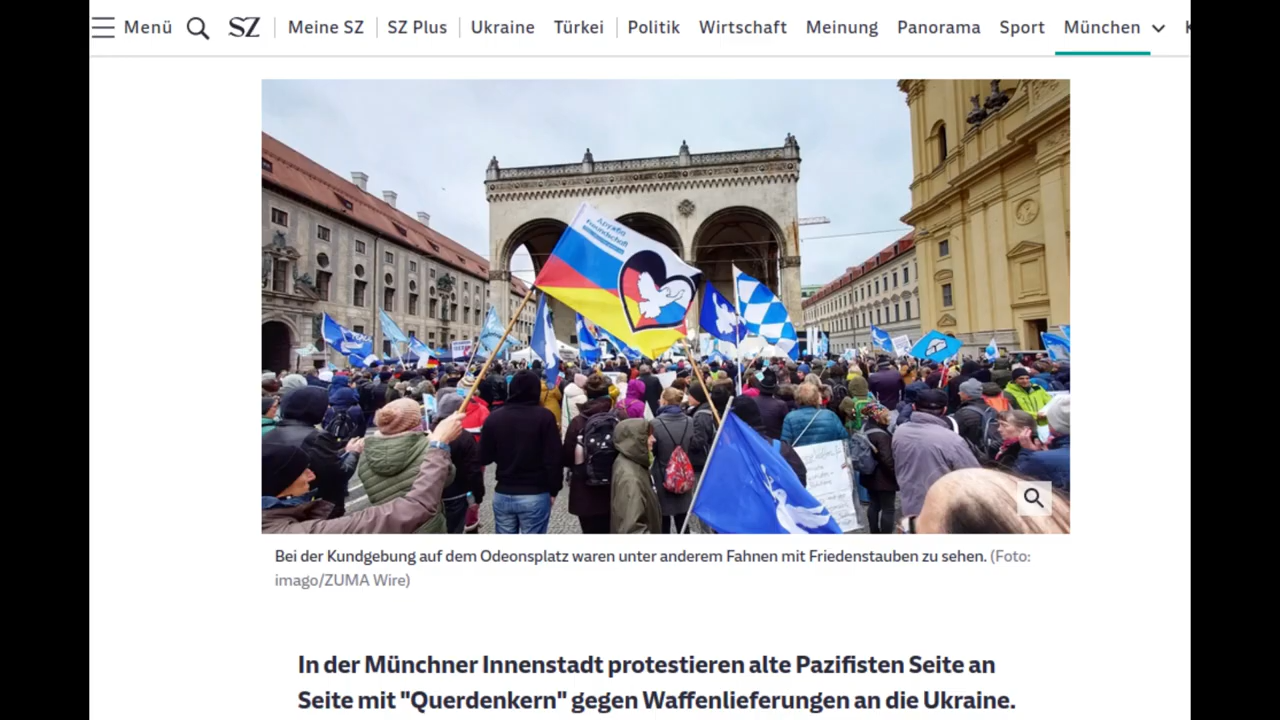 Menü SZ Meine SZ SZ Plus Ukraine Türkei Politik Wirtschaft Meinung Panorama Sport München
Freundschaft
Bei der Kundgebung auf dem Odeonsplatz waren unter anderem Fahnen mit Friedenstauben zu sehen. (Foto:
imago/ZUMA Wire)
In der Münchner Innenstadt protestieren alte Pazifisten Seite an
Seite mit "Querdenkern" gegen Waffenlieferungen an die Ukraine.